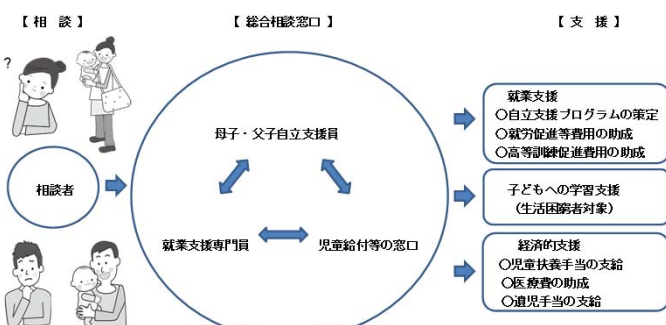 【相 談】
【総合相談窓口】
【支 援】
?
相談者
母子・父子自立支援員
就業支援専門員
児童給付等の窓口
就業支援
○自立支援プログラムの策定
○就労促進等費用の助成
○高等訓練促進費用の助成
子どもへの学習支援
（生活困窮者対象）
経済的支援
○児童扶養手当の支給
○医療費の助成
○遺児手当の支給